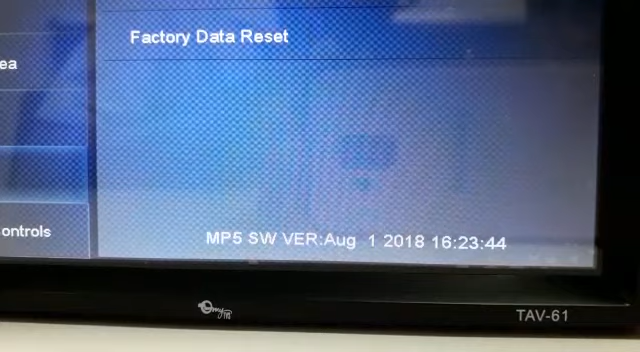 Factory Data Reset
ea
ontrols
MP5 SW VER:Aug 1 2018 16:23:44
TAV-61